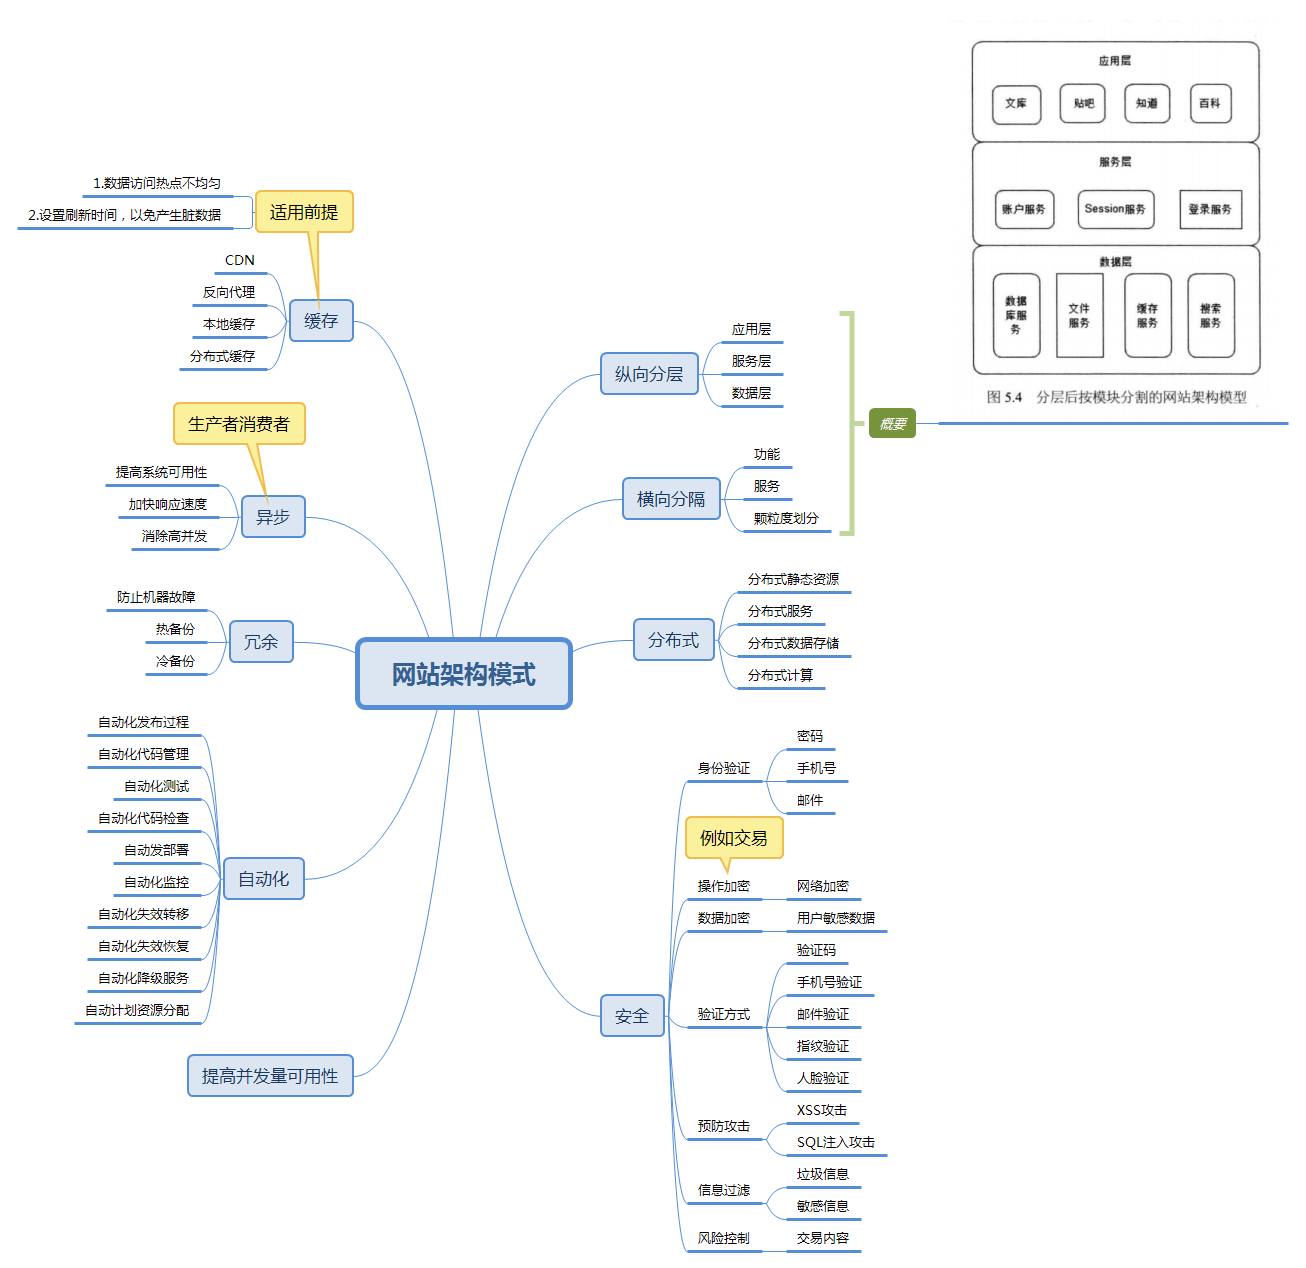 网站架构模式
纵向分层
应用层
服务层
数据层
横向分隔
功能
服务
颗粒度划分
概要
应用层
文库
贴吧
知道
百科
服务层
账户服务
Session服务
登录服务
数据层
数据
库服
务
文件
服务
缓存
服务
搜索
服务
图 5.4 分层后按模块分割的网站架构模型
分布式
分布式静态资源
分布式服务
分布式数据存储
分布式计算
安全
身份验证
密码
手机号
邮件
例如交易
操作加密
网络加密
数据加密
用户敏感数据
验证方式
验证码
手机号验证
邮件验证
指纹验证
人脸验证
预防攻击
XSS攻击
SQL注入攻击
信息过滤
垃圾信息
敏感信息
风险控制
交易内容
适用前提
1.数据访问热点不均匀
2.设置刷新时间，以免产生脏数据
缓存
CDN
反向代理
本地缓存
分布式缓存
生产者消费者
异步
提高系统可用性
加快响应速度
消除高并发
冗余
防止机器故障
热备份
冷备份
自动化
自动化发布过程
自动化代码管理
自动化测试
自动化代码检查
自动发部署
自动化监控
自动化失效转移
自动化失效恢复
自动化降级服务
自动计划资源分配
提高并发量可用性